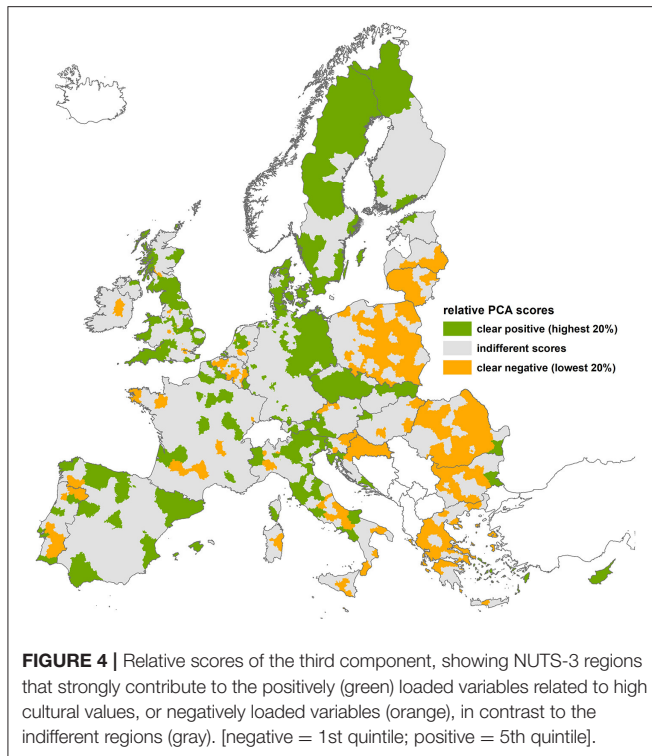 relative PCA scores
clear positive (highest 20%)
indifferent scores
clear negative (lowest 20%)
FIGURE 4 | Relative scores of the third component, showing NUTS-3 regions
that strongly contribute to the positively (green) loaded variables related to high
cultural values, or negatively loaded variables (orange), in contrast to the
indifferent regions (gray). [negative = 1st quintile; positive = 5th quintile].